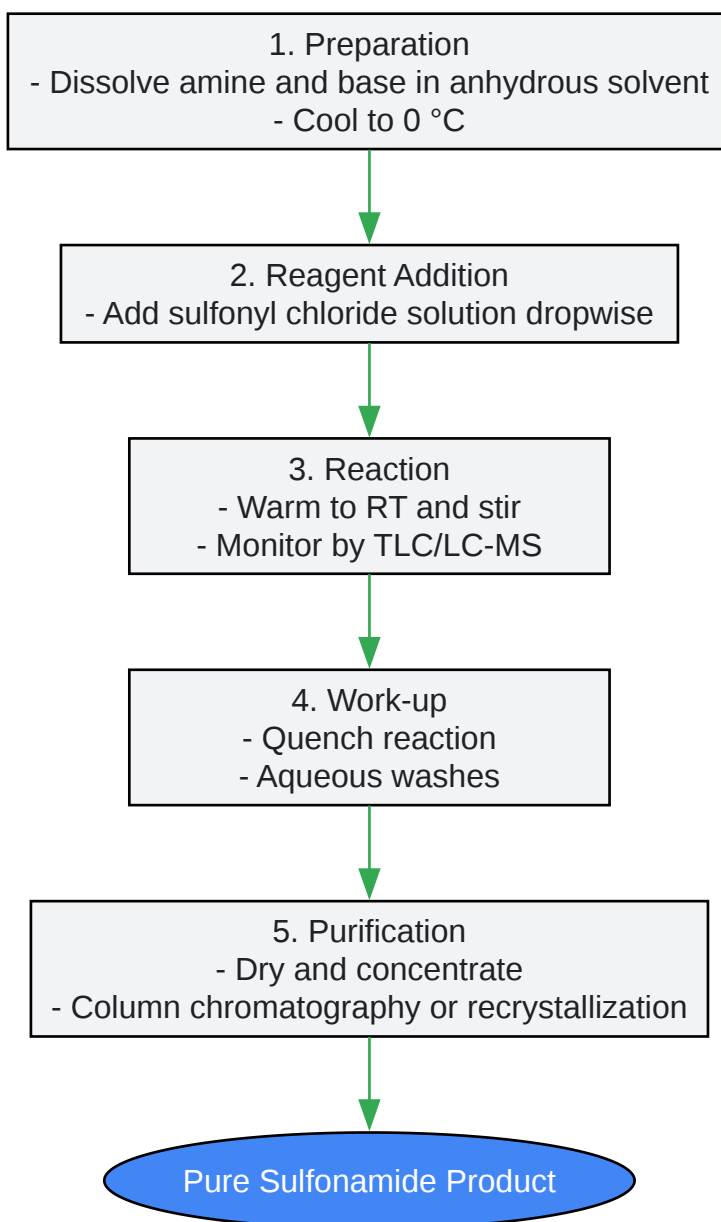 1. Preparation
- Dissolve amine and base in anhydrous solvent
- Cool to 0 °C
2. Reagent Addition
- Add sulfonyl chloride solution dropwise
3. Reaction
- Warm to RT and stir
- Monitor by TLC/LC-MS
4. Work-up
- Quench reaction
- Aqueous washes
5. Purification
- Dry and concentrate
- Column chromatography or recrystallization
Pure Sulfonamide Product